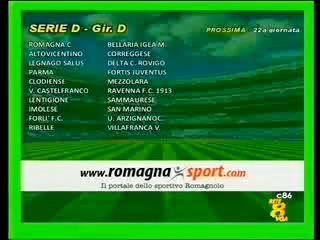 SERIE D - Gir. D
PROSSIMA 22a giornata
ROMAGNA C. BELLARIA IGEA M.
ALTOVICENTINO CORREGGESE
LEGNAGO SALUS DELTA C. ROVIGO
PARMA FORTIS JUVENTUS
CLODIENSE MEZZOLARA
V. CASTELFRANCO RAVENNA F.C. 1913
LENTIGIONE SAMMAURESE
IMOLESE SAN MARINO
FORLI' F.C. U. ARZIGNANOC.
RIBELLE VILLAFRANCA V.
www.romagnasport.com
Il portale dello sportivo Romagnolo
c86
8
VGA